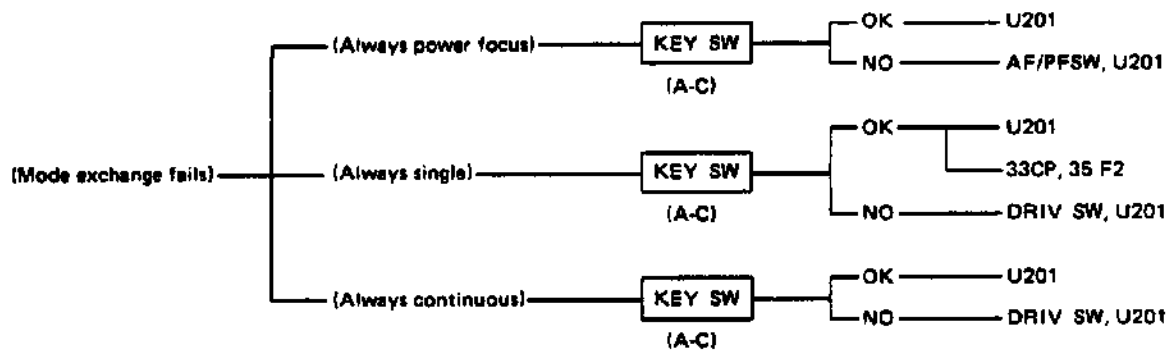 (Mode exchange fails)
(Always power focus)
KEY SW
(A-C)
OK
U201
NO
AF/PFSW, U201
(Always single)
KEY SW
(A-C)
OK
U201
33CP, 35 F2
NO
DRIV SW, U201
(Always continuous)
KEY SW
(A-C)
OK
U201
NO
DRIV SW, U201